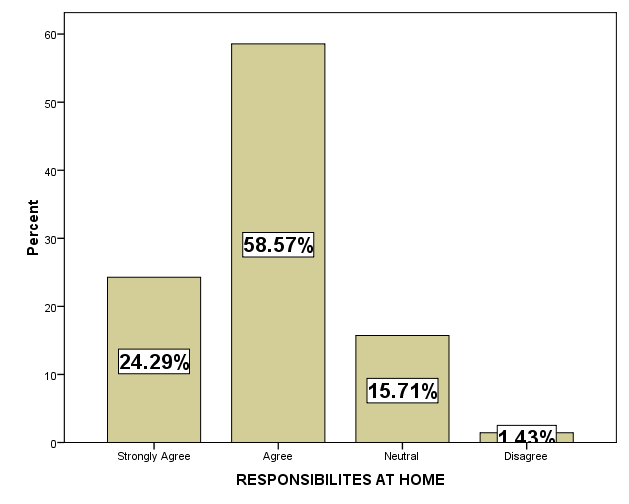 Percent
60
50
40
30
20
10
0
58.57%
24.29%
15.71%
1.43%
Strongly Agree
Agree
Neutral
Disagree
RESPONSIBILITES AT HOME